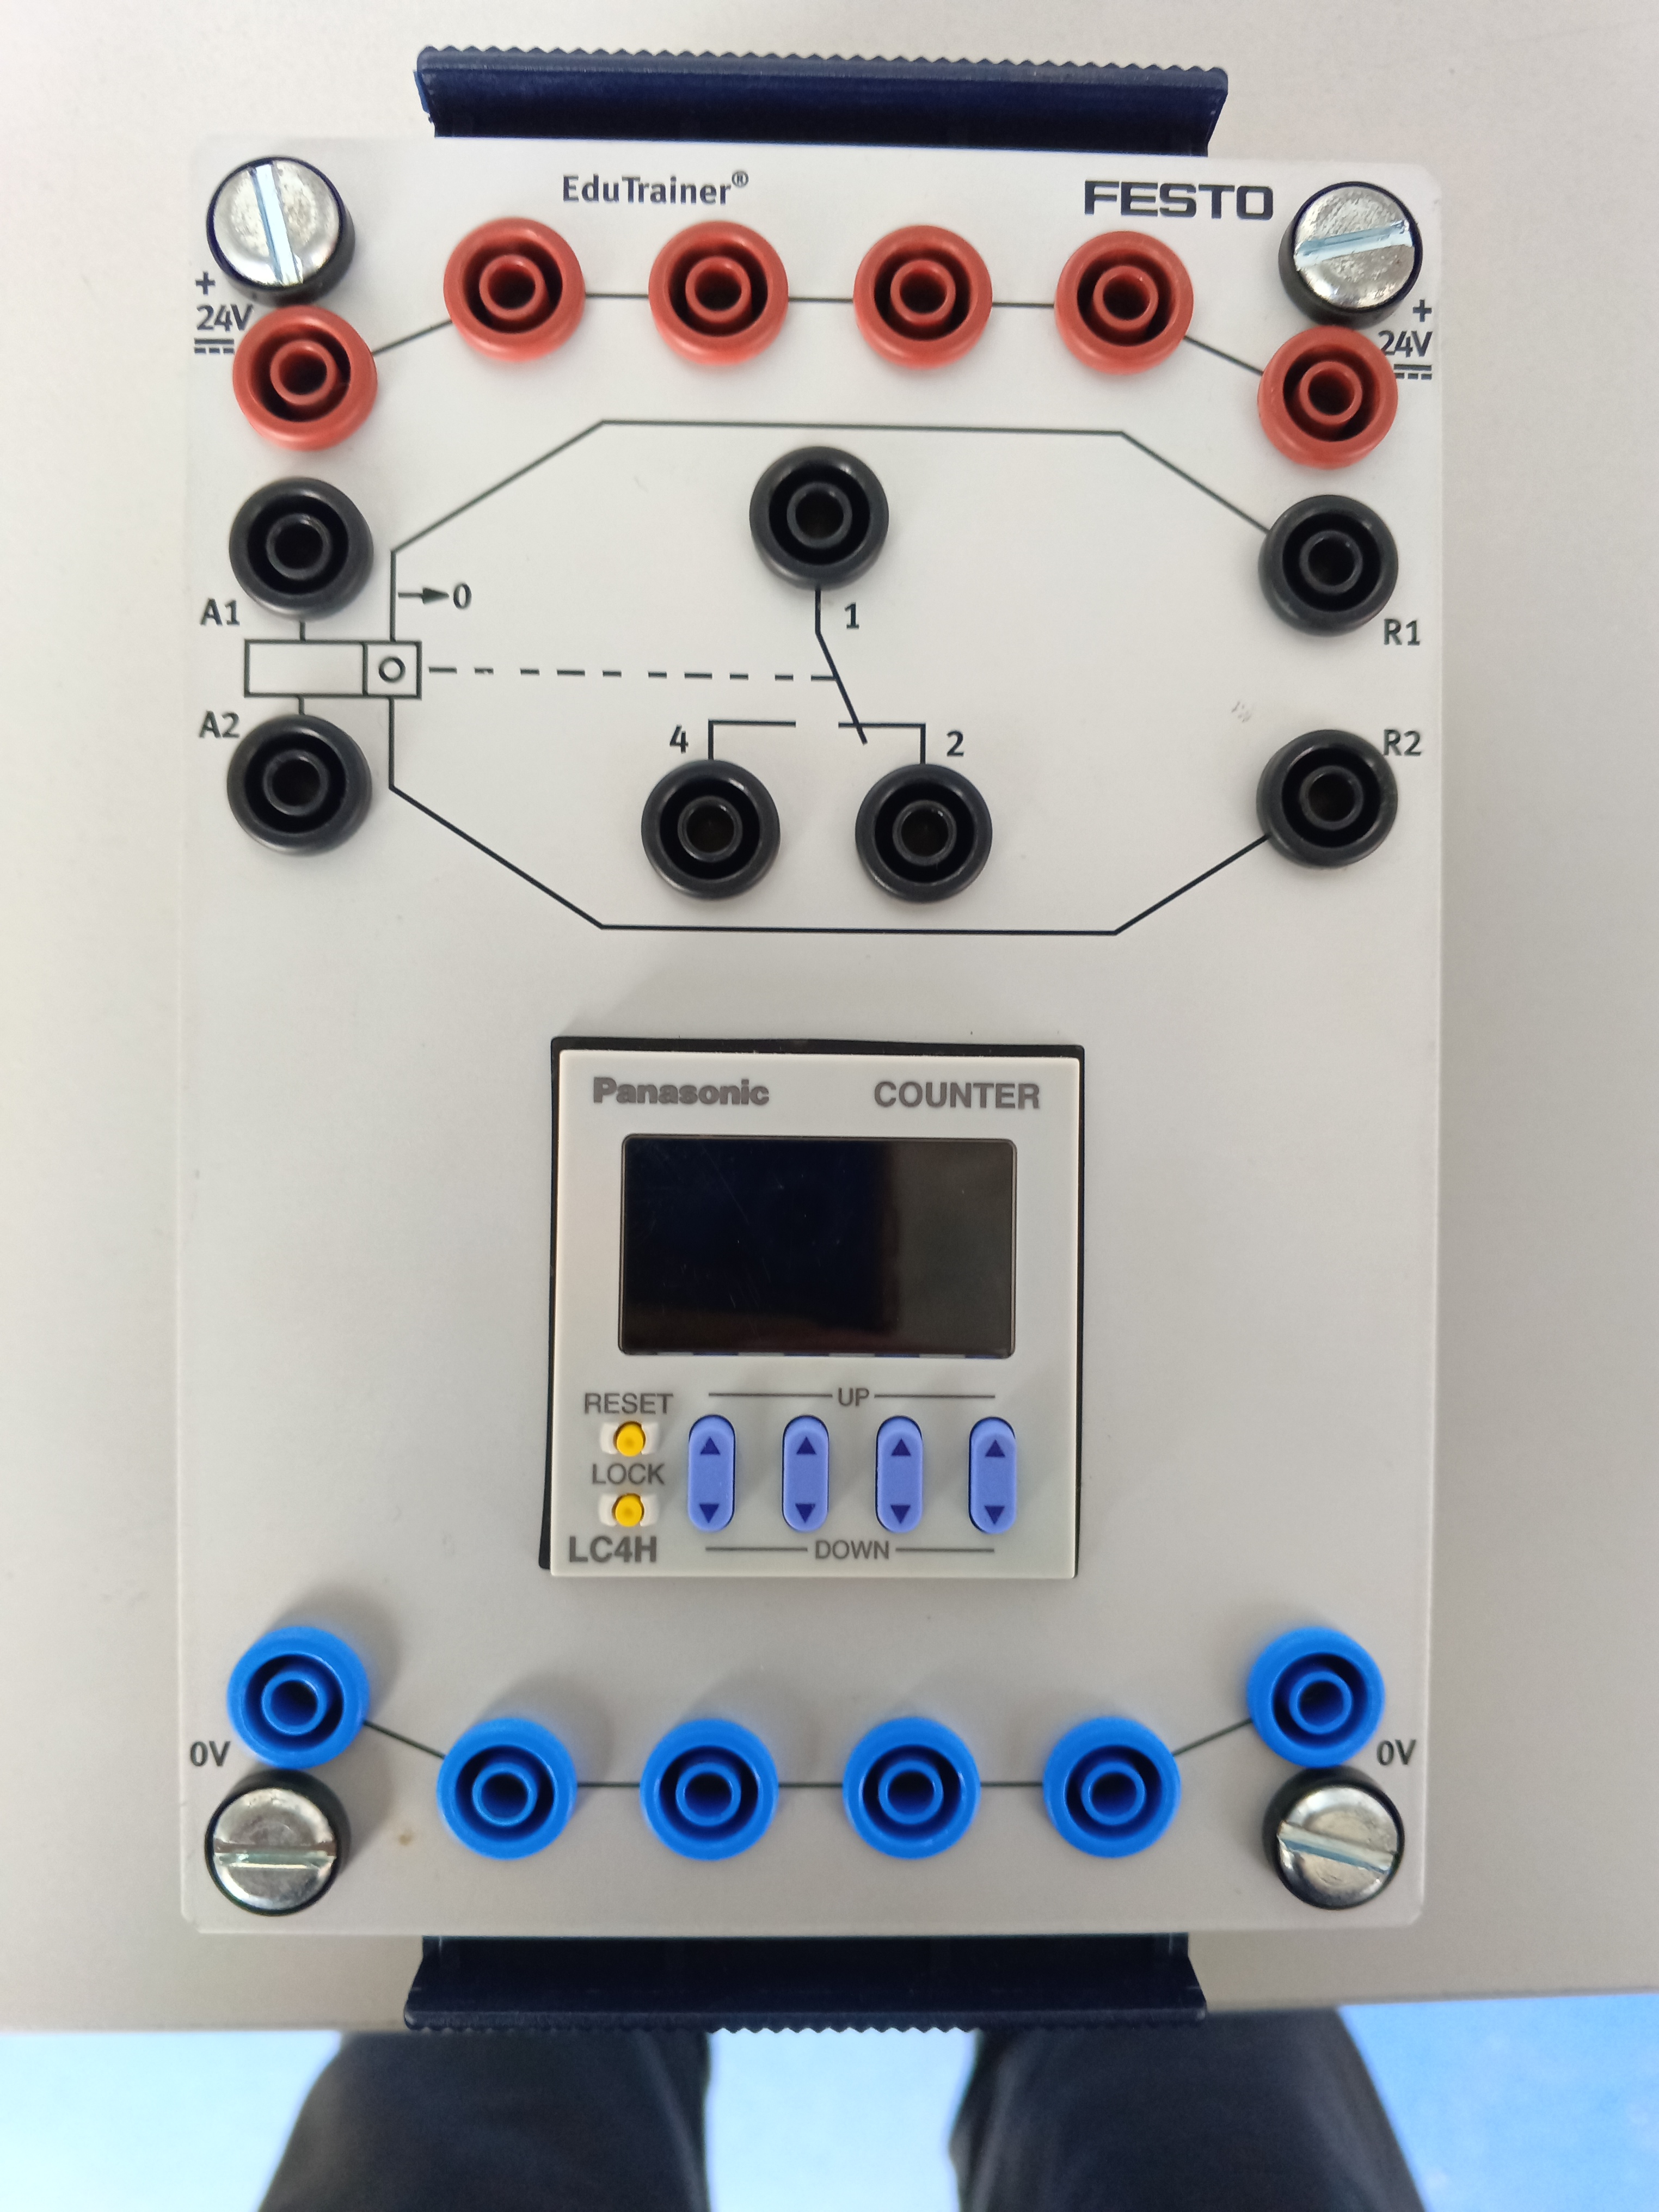 EduTrainer®
FESTO
+
24V
+
24V
A1
0
1
R1
A2
4
2
R2
Panasonic COUNTER
RESET
UP
LOCK
LC4H
DOWN
0V
0V